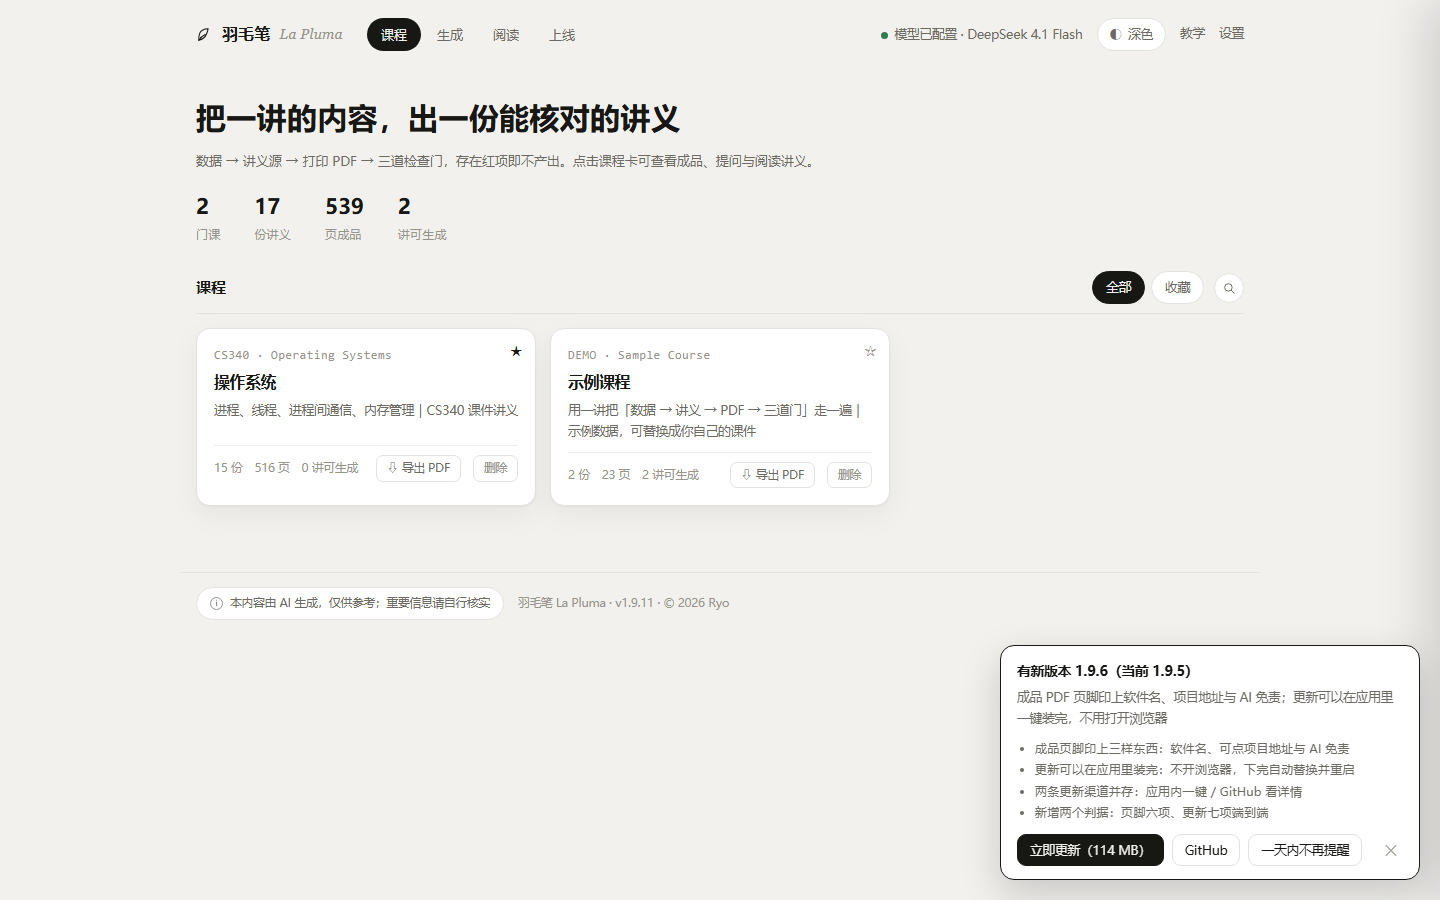 羽毛笔 La Pluma 课程 生成 阅读 上线 模型已配置 · DeepSeek 4.1 Flash 深色 教学 设置
把一讲的内容，出一份能核对的讲义
数据 → 讲义源 → 打印 PDF → 三道检查门，存在红项即不产出。点击课程卡可查看成品、提问与阅读讲义。
2 17 539 2
门课 份讲义 页成品 讲可生成
课程 全部 收藏
CS340 · Operating Systems ★
操作系统
进程、线程、进程间通信、内存管理 | CS340 课件讲义
15 份 516 页 0 讲可生成 ⇩ 导出 PDF 删除
DEMO · Sample Course ☆
示例课程
用一讲把「数据 → 讲义 → PDF → 三道门」走一遍 |
示例数据，可替换成你自己的课件
2 份 23 页 2 讲可生成 ⇩ 导出 PDF 删除
本内容由 AI 生成，仅供参考；重要信息请自行核实 羽毛笔 La Pluma · v1.9.11 · © 2026 Ryo
有新版本 1.9.6（当前 1.9.5）
成品 PDF 页脚印上软件名、项目地址与 AI 免责；更新可以在应用里
一键装完，不用打开浏览器
• 成品页脚印上三样东西：软件名、可点项目地址与 AI 免责
• 更新可以在应用里装完：不开浏览器，下完自动替换并重启
• 两条更新渠道并存：应用内一键 / GitHub 看详情
• 新增两个判据：页脚六项、更新七项端到端
立即更新（114 MB） GitHub 一天内不再提醒